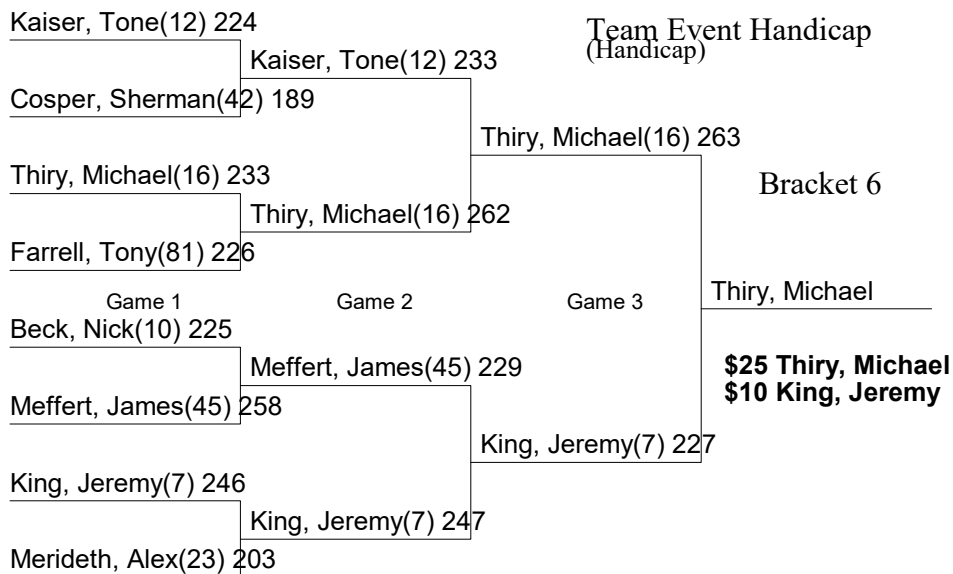 Kaiser, Tone(12) 224
Team Event Handicap
(Handicap)
Kaiser, Tone(12) 233
Cosper, Sherman(42) 189
Thiry, Michael(16) 263
Thiry, Michael(16) 233
Bracket 6
Thiry, Michael(16) 262
Farrell, Tony(81) 226
Game 1
Game 2
Game 3
Thiry, Michael
Beck, Nick(10) 225
Meffert, James(45) 229
$25 Thiry, Michael
$10 King, Jeremy
Meffert, James(45) 258
King, Jeremy(7) 227
King, Jeremy(7) 246
King, Jeremy(7) 247
Merideth, Alex(23) 203